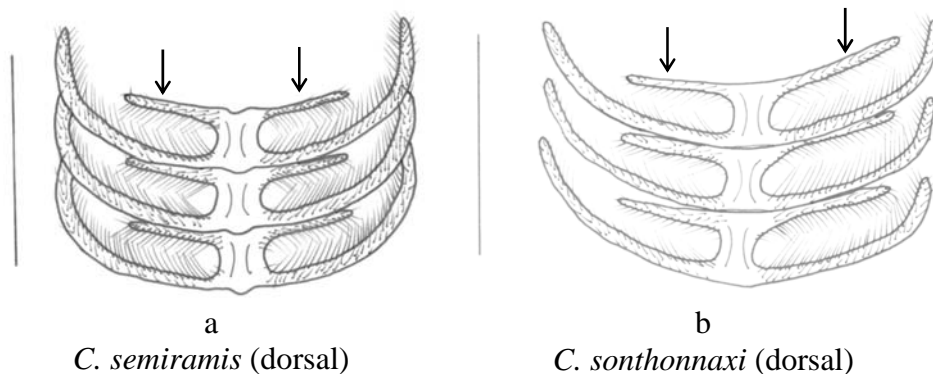 a
C. semiramis (dorsal)
b
C. sonthonnaxi (dorsal)